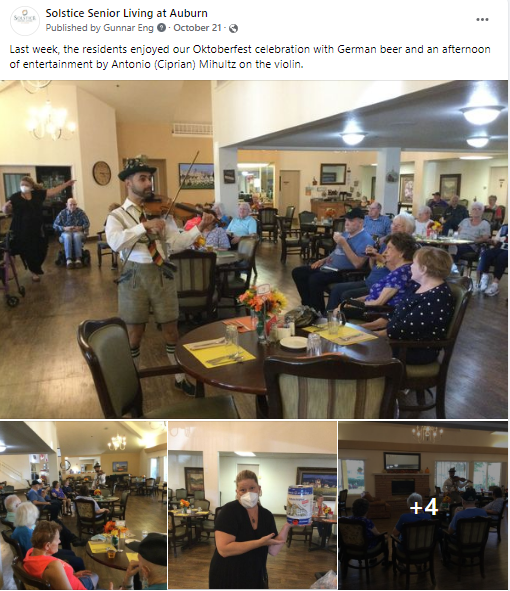 Solstice Senior Living at Auburn
Published by Gunnar Eng · October 21 ·
Last week, the residents enjoyed our Oktoberfest celebration with German beer and an afternoon
of entertainment by Antonio (Ciprian) Mihultz on the violin.
+4